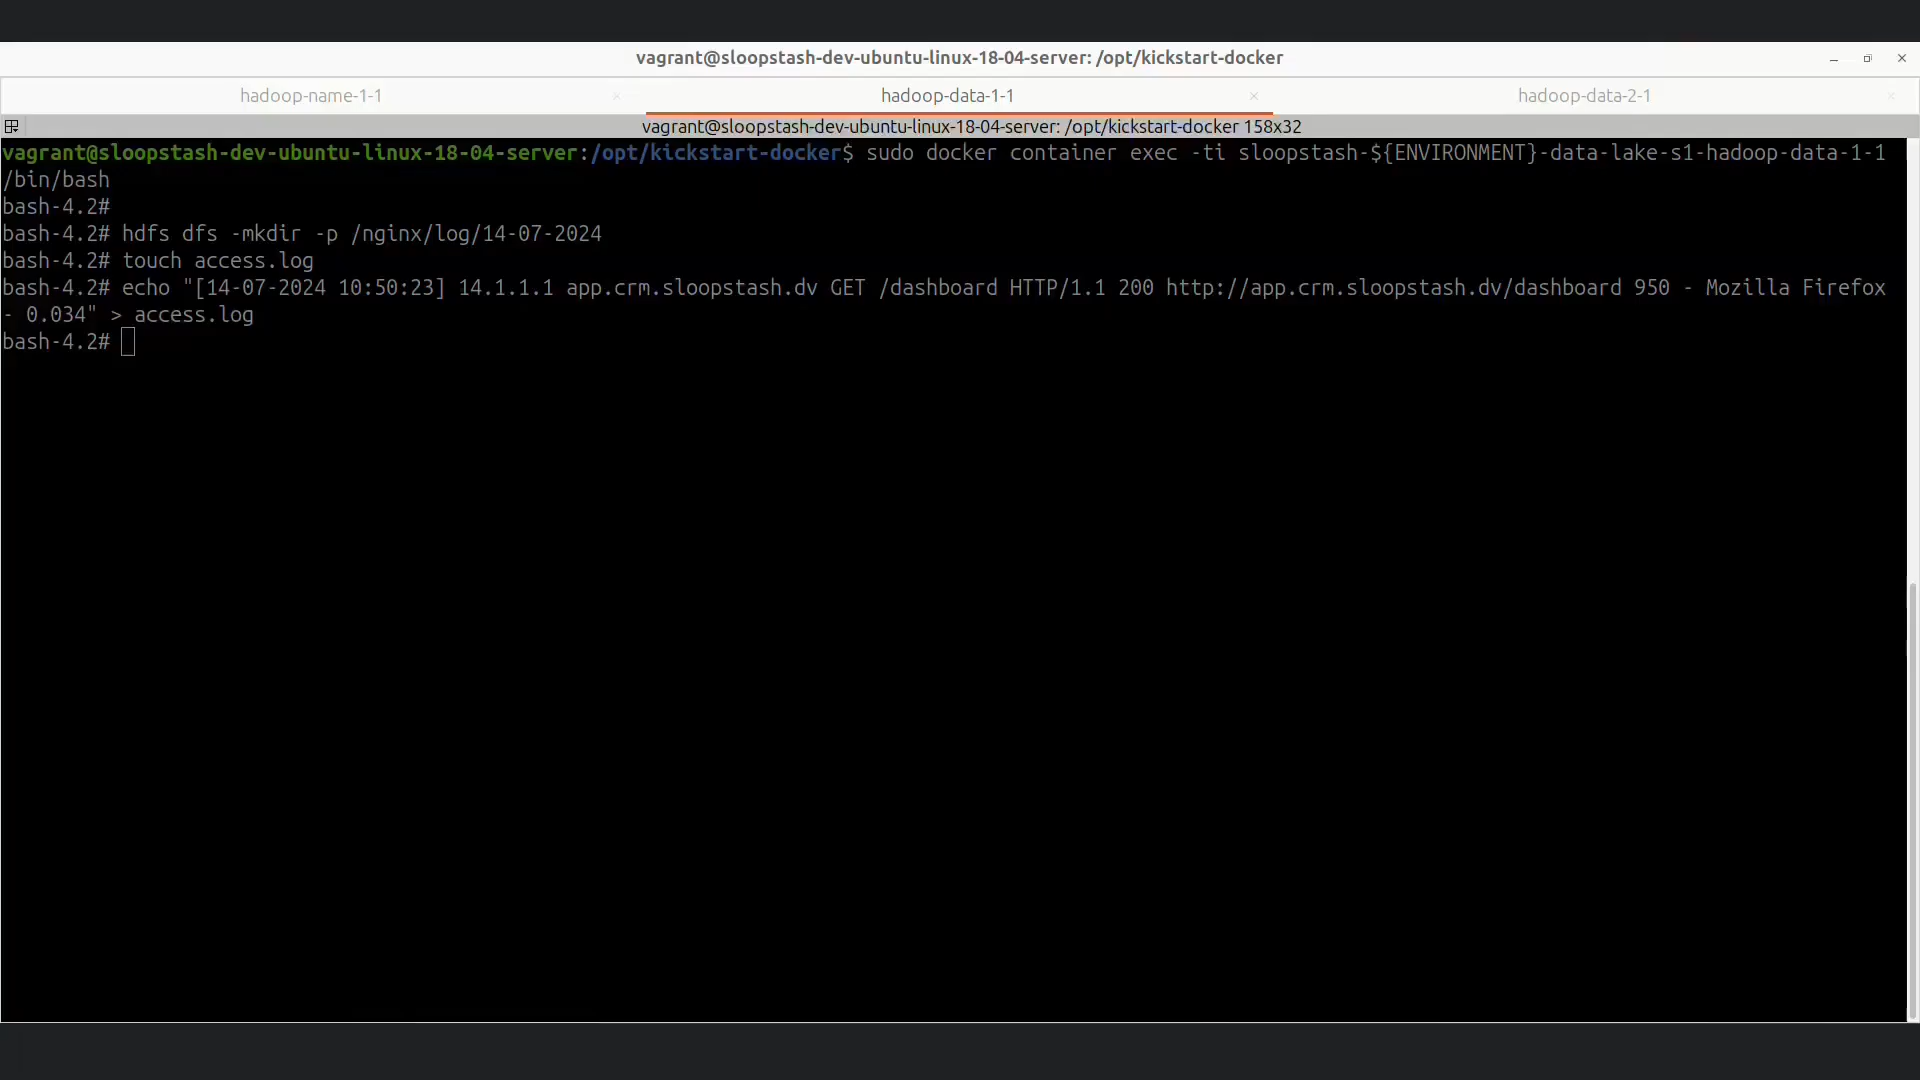 vagrant@sloopstash-dev-ubuntu-linux-18-04-server: /opt/kickstart-docker
hadoop-name-1-1
hadoop-data-1-1
hadoop-data-2-1
vagrant@sloopstash-dev-ubuntu-linux-18-04-server: /opt/kickstart-docker 158x32
vagrant@sloopstash-dev-ubuntu-linux-18-04-server:/opt/kickstart-docker$ sudo docker container exec -ti sloopstash-${ENVIRONMENT}-data-lake-s1-hadoop-data-1-1
/bin/bash
bash-4.2#
bash-4.2# hdfs dfs -mkdir -p /nginx/log/14-07-2024
bash-4.2# touch access.log
bash-4.2# echo "[14-07-2024 10:50:23] 14.1.1.1 app.crm.sloopstash.dv GET /dashboard HTTP/1.1 200 http://app.crm.sloopstash.dv/dashboard 950 - Mozilla Firefox
- 0.034" > access.log
bash-4.2#